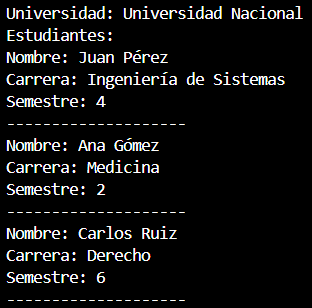 Universidad: Universidad Nacional
Estudiantes:
Nombre: Juan Pérez
Carrera: Ingeniería de Sistemas
Semestre: 4
--------------------
Nombre: Ana Gómez
Carrera: Medicina
Semestre: 2
--------------------
Nombre: Carlos Ruiz
Carrera: Derecho
Semestre: 6
--------------------